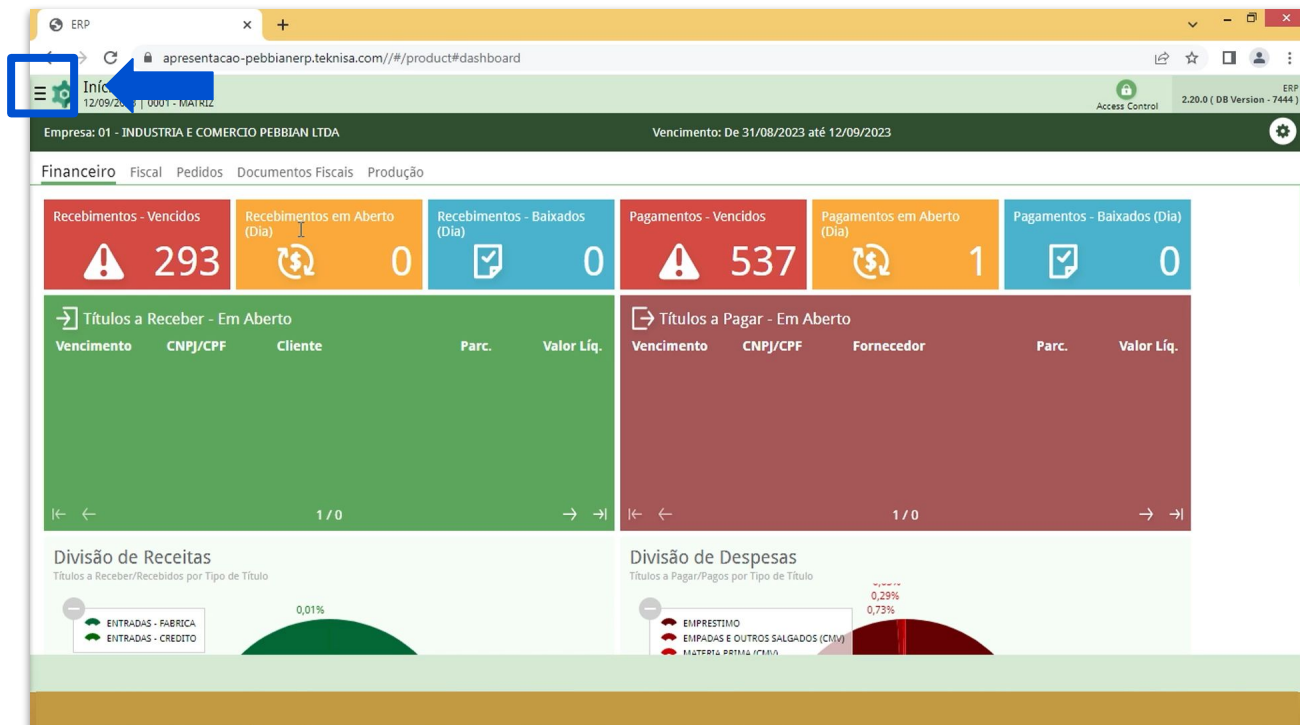 ERP
apresentacao-pebbianerp.teknisa.com//#/product#dashboard
12/09/2023 | 0001 - MATRIZ
Access Control
ERP
2.20.0 ( DB Version - 7444 )
Empresa: 01 - INDUSTRIA E COMERCIO PEBBIAN LTDA
Vencimento: De 31/08/2023 até 12/09/2023
Financeiro Fiscal Pedidos Documentos Fiscais Produção
Recebimentos - Vencidos
293
Recebimentos em Aberto
(Dia)
0
Recebimentos - Baixados
(Dia)
0
Pagamentos - Vencidos
537
Pagamentos em Aberto
(Dia)
1
Pagamentos - Baixados (Dia)
0
Títulos a Receber - Em Aberto
Vencimento CNPJ/CPF Cliente Parc. Valor Líq.
1 / 0
Títulos a Pagar - Em Aberto
Vencimento CNPJ/CPF Fornecedor Parc. Valor Líq.
1 / 0
Divisão de Receitas
Títulos a Receber/Recebidos por Tipo de Título
ENTRADAS - FABRICA
ENTRADAS - CREDITO
0,01%
Divisão de Despesas
Títulos a Pagar/Pagos por Tipo de Título
EMPRESTIMO
EMPADAS E OUTROS SALGADOS (CMV)
MATERIA PRIMA (CMV)
0,29%
0,73%